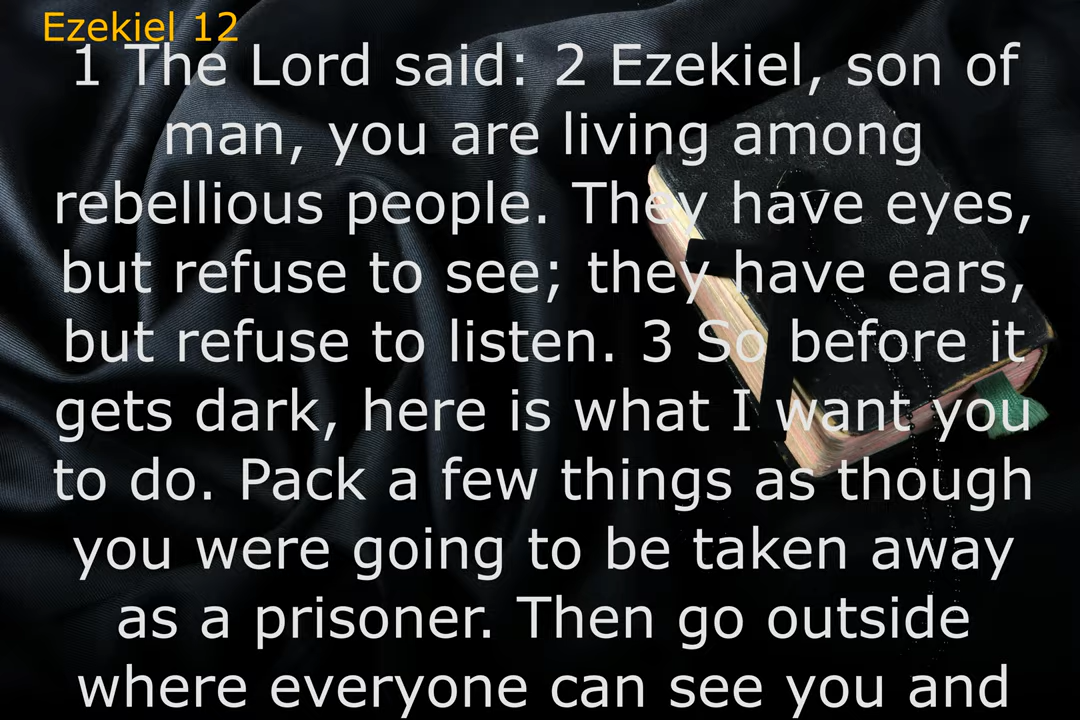 Ezekiel 12
1 The Lord said: 2 Ezekiel, son of
man, you are living among
rebellious people. They have eyes,
but refuse to see; they have ears,
but refuse to listen. 3 So before it
gets dark, here is what I want you
to do. Pack a few things as though
you were going to be taken away
as a prisoner. Then go outside
where everyone can see you and